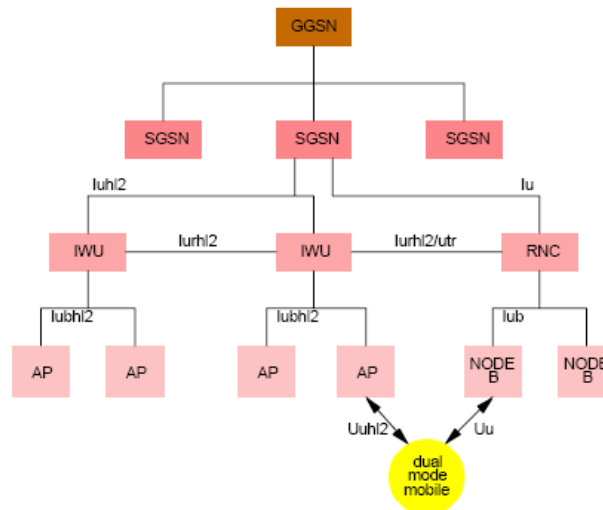 GGSN
SGSN
SGSN
SGSN
Iuhl2
Iu
IWU
Iurhl2
IWU
Iurhl2/utr
RNC
Iubhl2
Iubhl2
Iub
AP
AP
AP
AP
NODE
B
NODE
B
Uuhl2
Uu
dual
mode
mobile